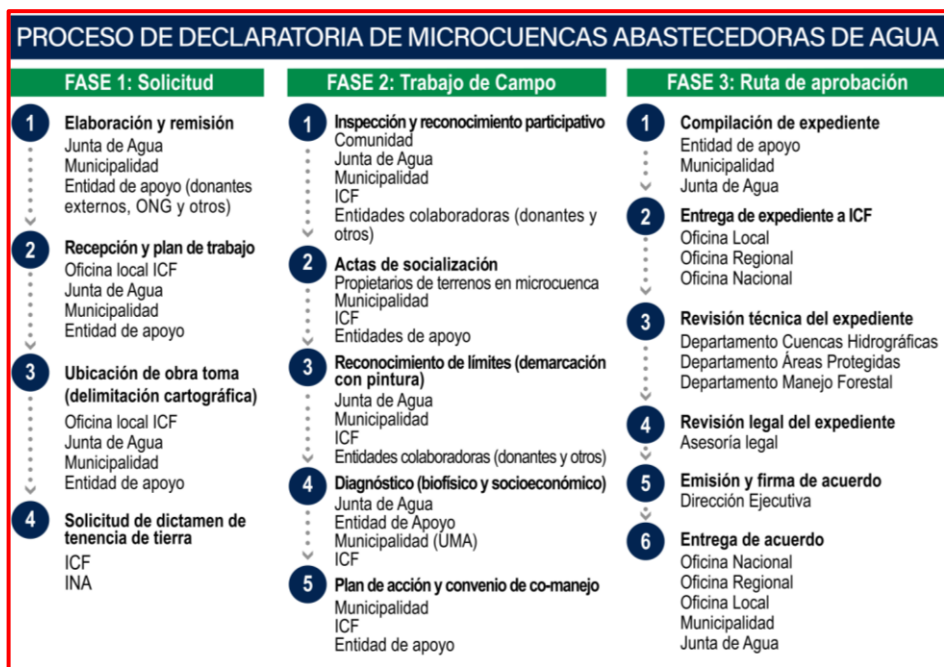 PROCESO DE DECLARATORIA DE MICROCUENCAS ABASTECEDORAS DE AGUA
FASE 1: Solicitud
1
Elaboración y remisión
Junta de Agua
Municipalidad
Entidad de apoyo (donantes
externos, ONG y otros)
2
Recepción y plan de trabajo
Oficina local ICF
Junta de Agua
Municipalidad
Entidad de apoyo
3
Ubicación de obra toma
(delimitación cartográfica)
Oficina local ICF
Junta de Agua
Municipalidad
Entidad de apoyo
4
Solicitud de dictamen de
tenencia de tierra
ICF
INA
FASE 2: Trabajo de Campo
1
Inspección y reconocimiento participativo
Comunidad
Junta de Agua
Municipalidad
ICF
Entidades colaboradoras (donantes y
otros)
2
Actas de socialización
Propietarios de terrenos en microcuenca
Municipalidad
ICF
Entidades de apoyo
3
Reconocimiento de límites (demarcación
con pintura)
Junta de Agua
Municipalidad
ICF
Entidades colaboradoras (donantes y otros)
4
Diagnóstico (biofísico y socioeconómico)
Junta de Agua
Entidad de Apoyo
Municipalidad (UMA)
ICF
5
Plan de acción y convenio de co-manejo
Municipalidad
ICF
Entidad de apoyo
FASE 3: Ruta de aprobación
1
Compilación de expediente
Entidad de apoyo
Municipalidad
Junta de Agua
2
Entrega de expediente a ICF
Oficina Local
Oficina Regional
Oficina Nacional
3
Revisión técnica del expediente
Departamento Cuencas Hidrográficas
Departamento Áreas Protegidas
Departamento Manejo Forestal
4
Revisión legal del expediente
Asesoría legal
5
Emisión y firma de acuerdo
Dirección Ejecutiva
6
Entrega de acuerdo
Oficina Nacional
Oficina Regional
Oficina Local
Municipalidad
Junta de Agua